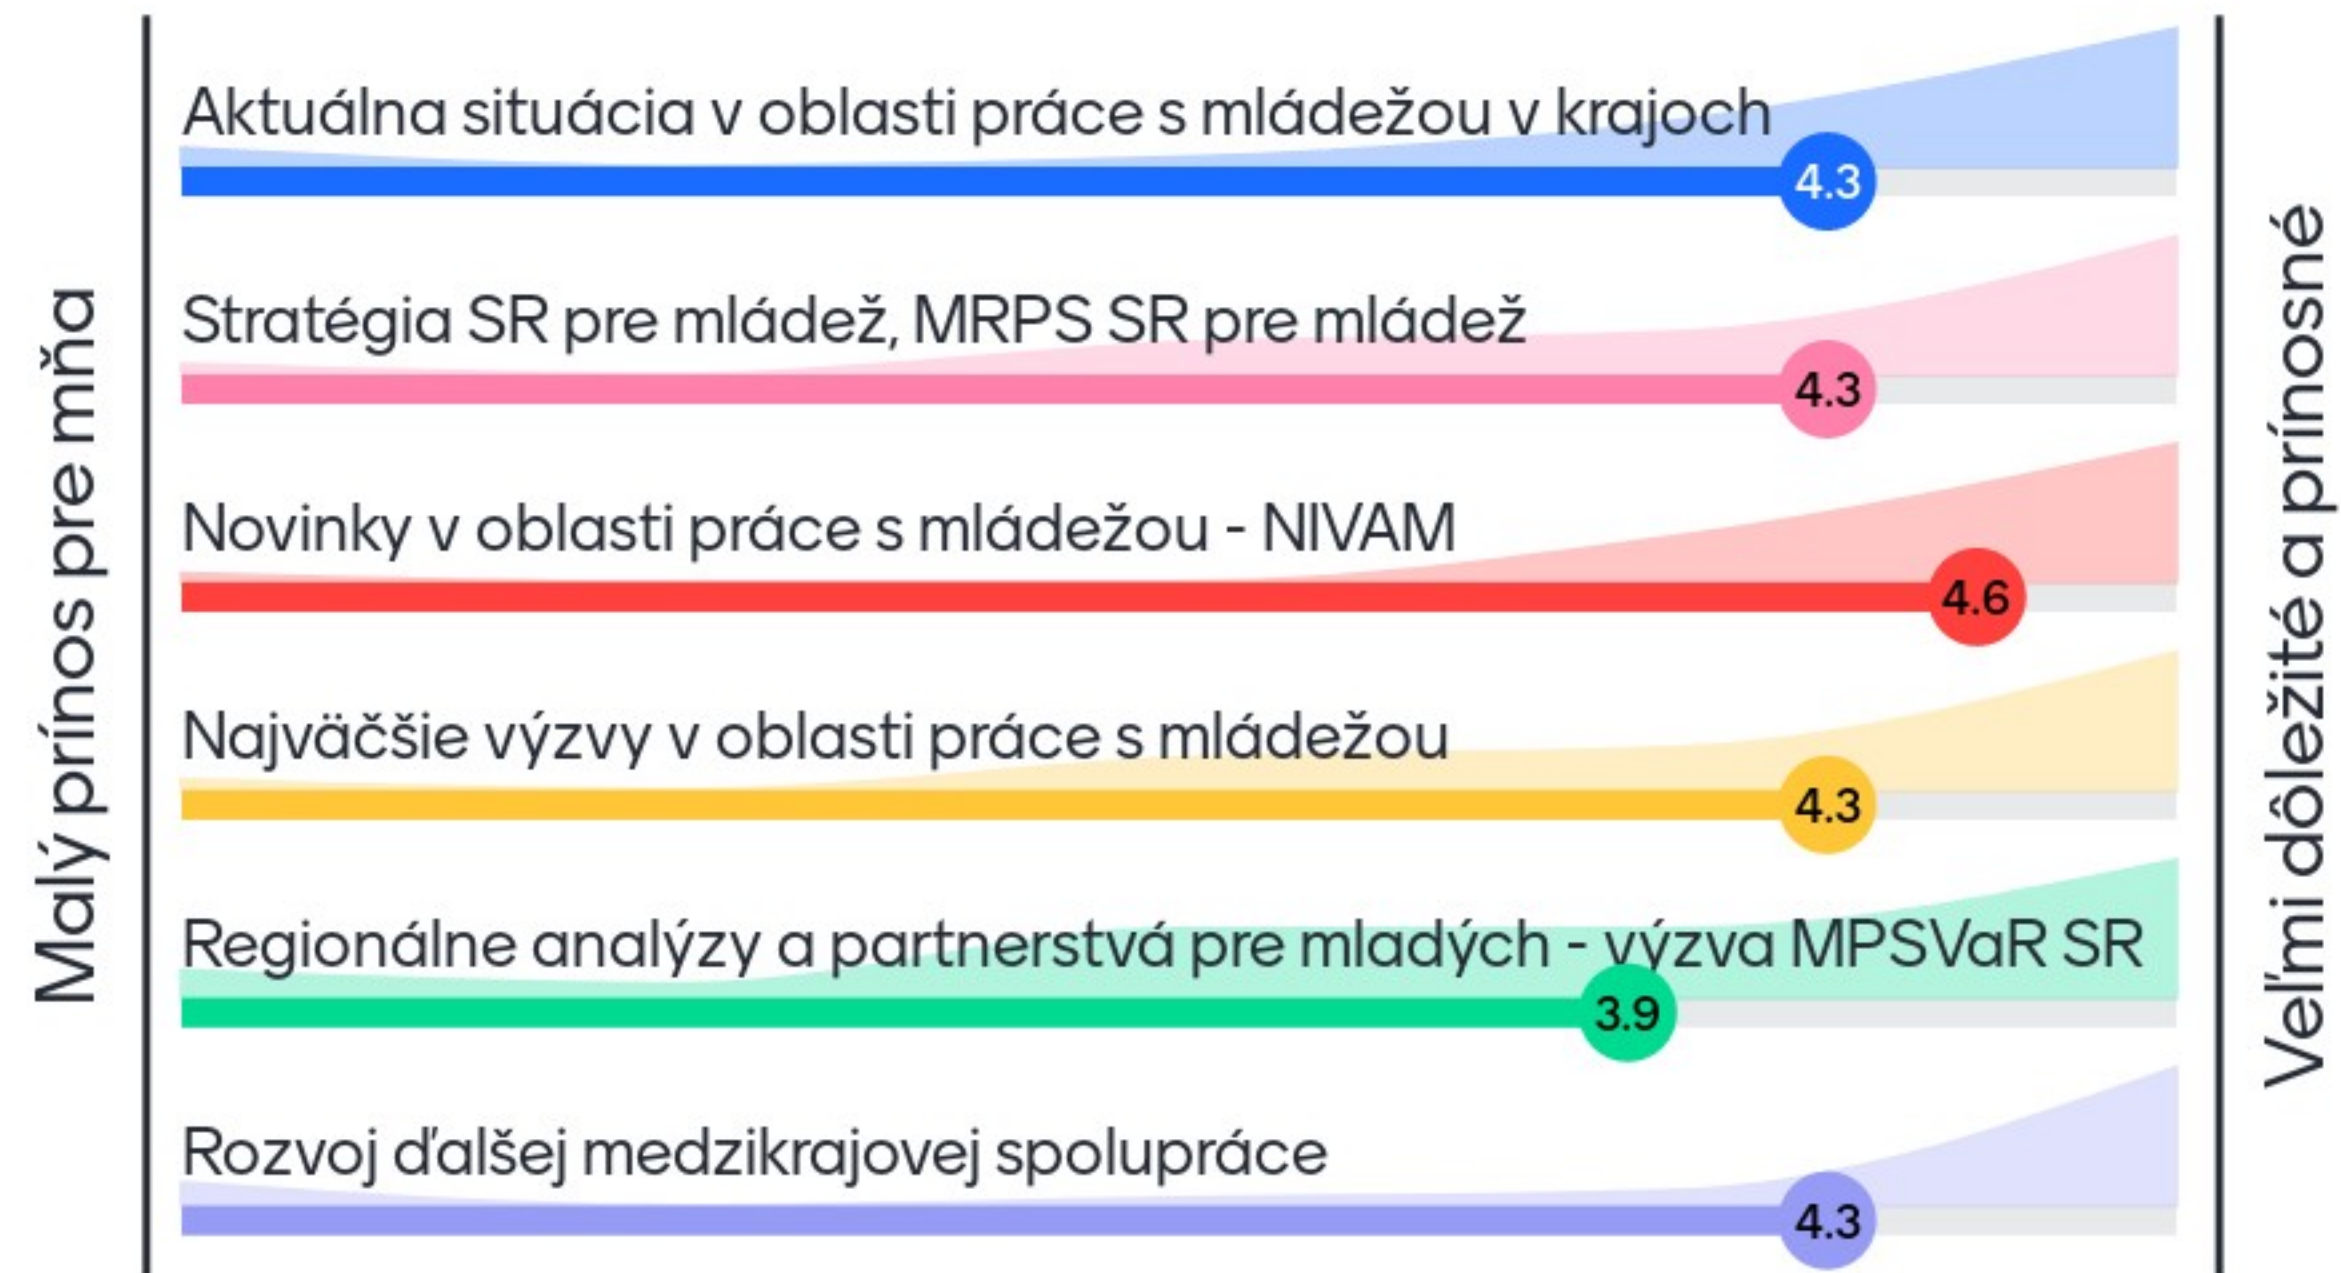 Malý prínos pre mňa
Aktuálna situácia v oblasti práce s mládežou v krajoch
4.3
Stratégia SR pre mládež, MRPS SR pre mládež
4.3
Novinky v oblasti práce s mládežou - NIVAM
4.6
Najväčšie výzvy v oblasti práce s mládežou
4.3
Regionálne analýzy a partnerstvá pre mladých - výzva MPSVaR SR
3.9
Rozvoj ďalšej medzikrajovej spolupráce
4.3
Veľmi dôležité a prínosné